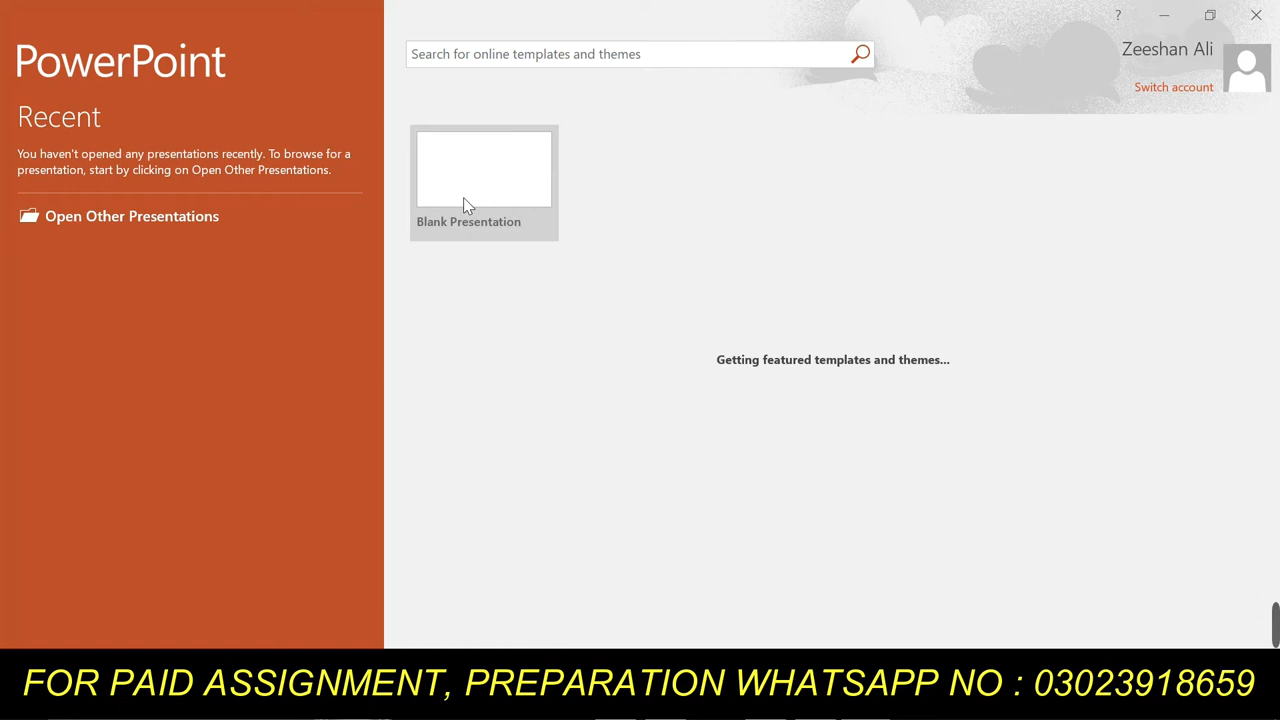 PowerPoint
Recent
You haven't opened any presentations recently. To browse for a
presentation, start by clicking on Open Other Presentations.
Open Other Presentations
Search for online templates and themes
?
Zeeshan Ali
Switch account
Blank Presentation
Getting featured templates and themes...
FOR PAID ASSIGNMENT, PREPARATION WHATSAPP NO : 03023918659